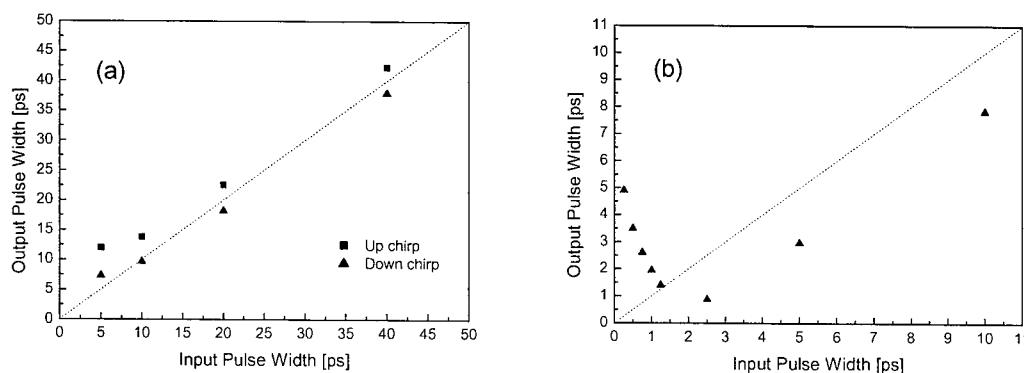 (a)
Output Pulse Width [ps]
50
45
40
35
30
25
20
15
10
5
0
0 5 10 15 20 25 30 35 40 45 50
Input Pulse Width [ps]
Up chirp
Down chirp
(b)
Output Pulse Width [ps]
11
10
9
8
7
6
5
4
3
2
1
0
0 1 2 3 4 5 6 7 8 9 10 11
Input Pulse Width [ps]